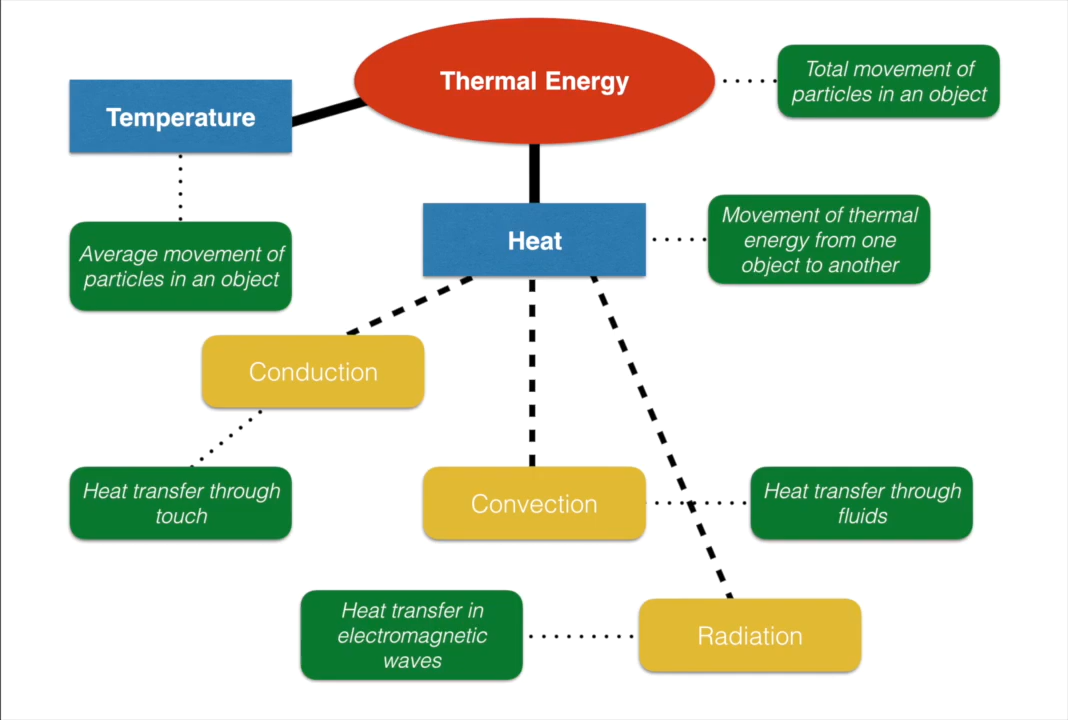 Thermal Energy
Total movement of
particles in an object
Temperature
Average movement of
particles in an object
Heat
Movement of thermal
energy from one
object to another
Conduction
Heat transfer through
touch
Convection
Heat transfer through
fluids
Heat transfer in
electromagnetic
waves
Radiation